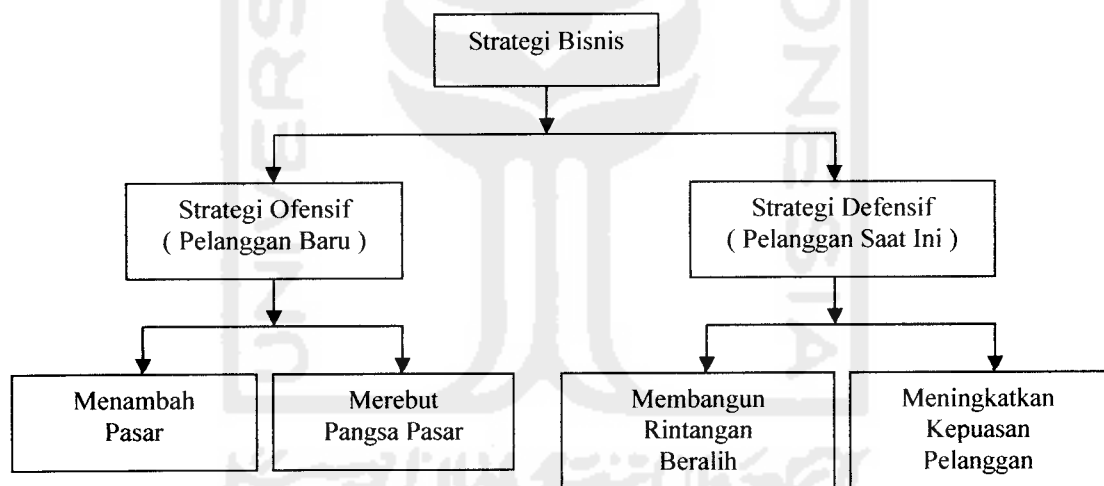 Strategi Bisnis
Strategi Ofensif
( Pelanggan Baru )
Strategi Defensif
( Pelanggan Saat Ini )
Menambah
Pasar
Merebut
Pangsa Pasar
Membangun
Rintangan
Beralih
Meningkatkan
Kepuasan
Pelanggan